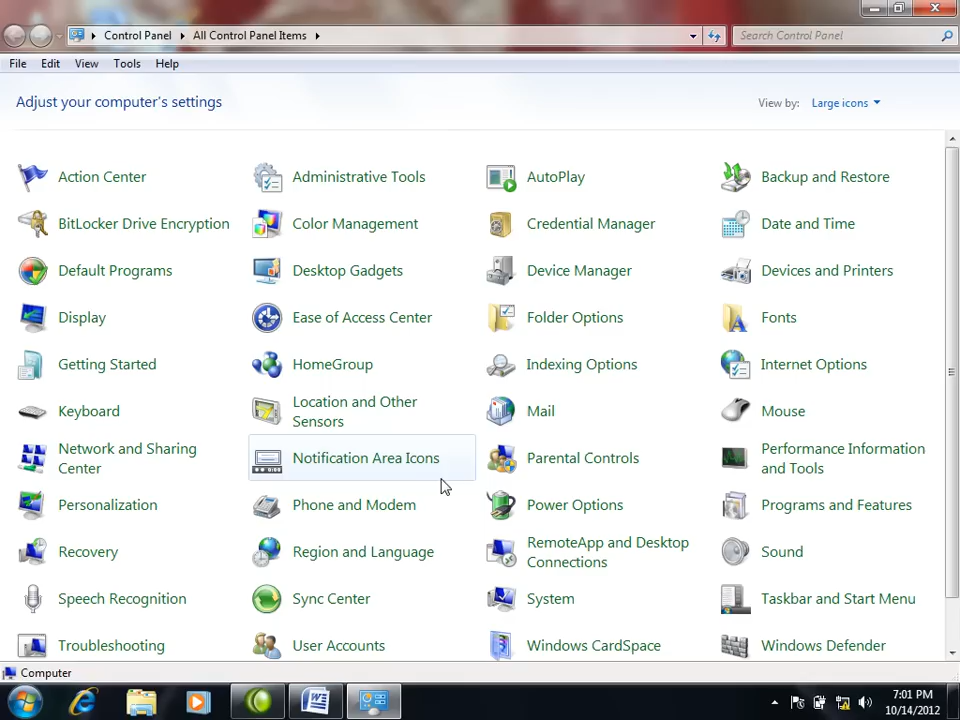 Control Panel All Control Panel Items
Search Control Panel
File Edit View Tools Help
Adjust your computer's settings
View by: Large icons
Action Center
Administrative Tools
AutoPlay
Backup and Restore
BitLocker Drive Encryption
Color Management
Credential Manager
Date and Time
Default Programs
Desktop Gadgets
Device Manager
Devices and Printers
Display
Ease of Access Center
Folder Options
Fonts
Getting Started
HomeGroup
Indexing Options
Internet Options
Keyboard
Location and Other
Sensors
Mail
Mouse
Network and Sharing
Center
Notification Area Icons
Parental Controls
Performance Information
and Tools
Personalization
Phone and Modem
Power Options
Programs and Features
Recovery
Region and Language
RemoteApp and Desktop
Connections
Sound
Speech Recognition
Sync Center
System
Taskbar and Start Menu
Troubleshooting
User Accounts
Windows CardSpace
Windows Defender
Computer
7:01 PM
10/14/2012